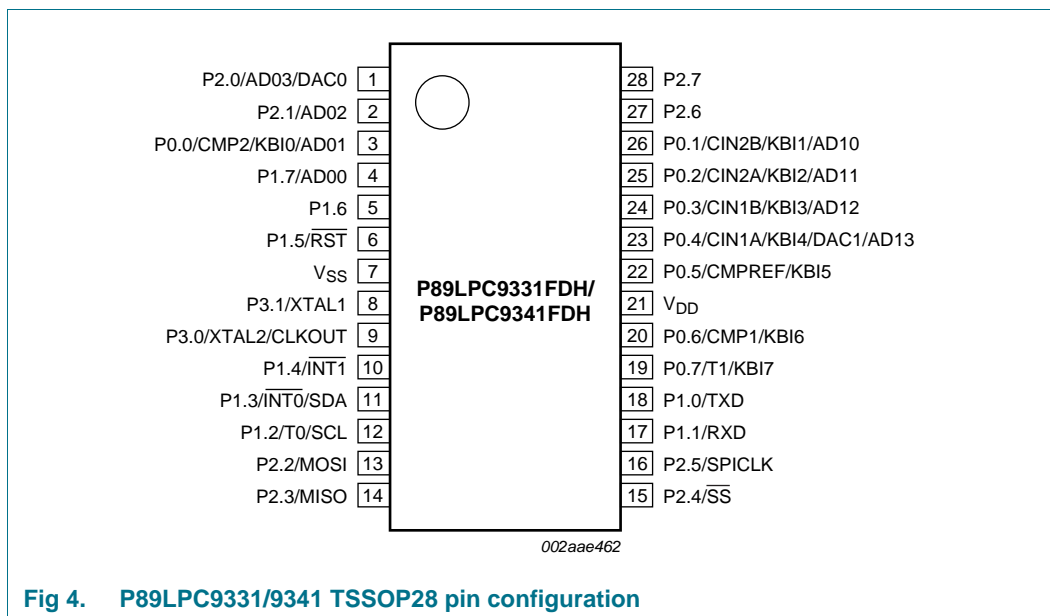 P2.0/AD03/DAC0 1
P2.1/AD02 2
P0.0/CMP2/KBI0/AD01 3
P1.7/AD00 4
P1.6 5
P1.5/R̅S̅T̅ 6
VSS 7
P3.1/XTAL1 8
P3.0/XTAL2/CLKOUT 9
P1.4/I̅N̅T̅1̅ 10
P1.3/I̅N̅T̅0̅/SDA 11
P1.2/T0/SCL 12
P2.2/MOSI 13
P2.3/MISO 14
P89LPC9331FDH/
P89LPC9341FDH
28 P2.7
27 P2.6
26 P0.1/CIN2B/KBI1/AD10
25 P0.2/CIN2A/KBI2/AD11
24 P0.3/CIN1B/KBI3/AD12
23 P0.4/CIN1A/KBI4/DAC1/AD13
22 P0.5/CMPREF/KBI5
21 VDD
20 P0.6/CMP1/KBI6
19 P0.7/T1/KBI7
18 P1.0/TXD
17 P1.1/RXD
16 P2.5/SPICLK
15 P2.4/S̅S̅
002aae462
Fig 4. P89LPC9331/9341 TSSOP28 pin configuration